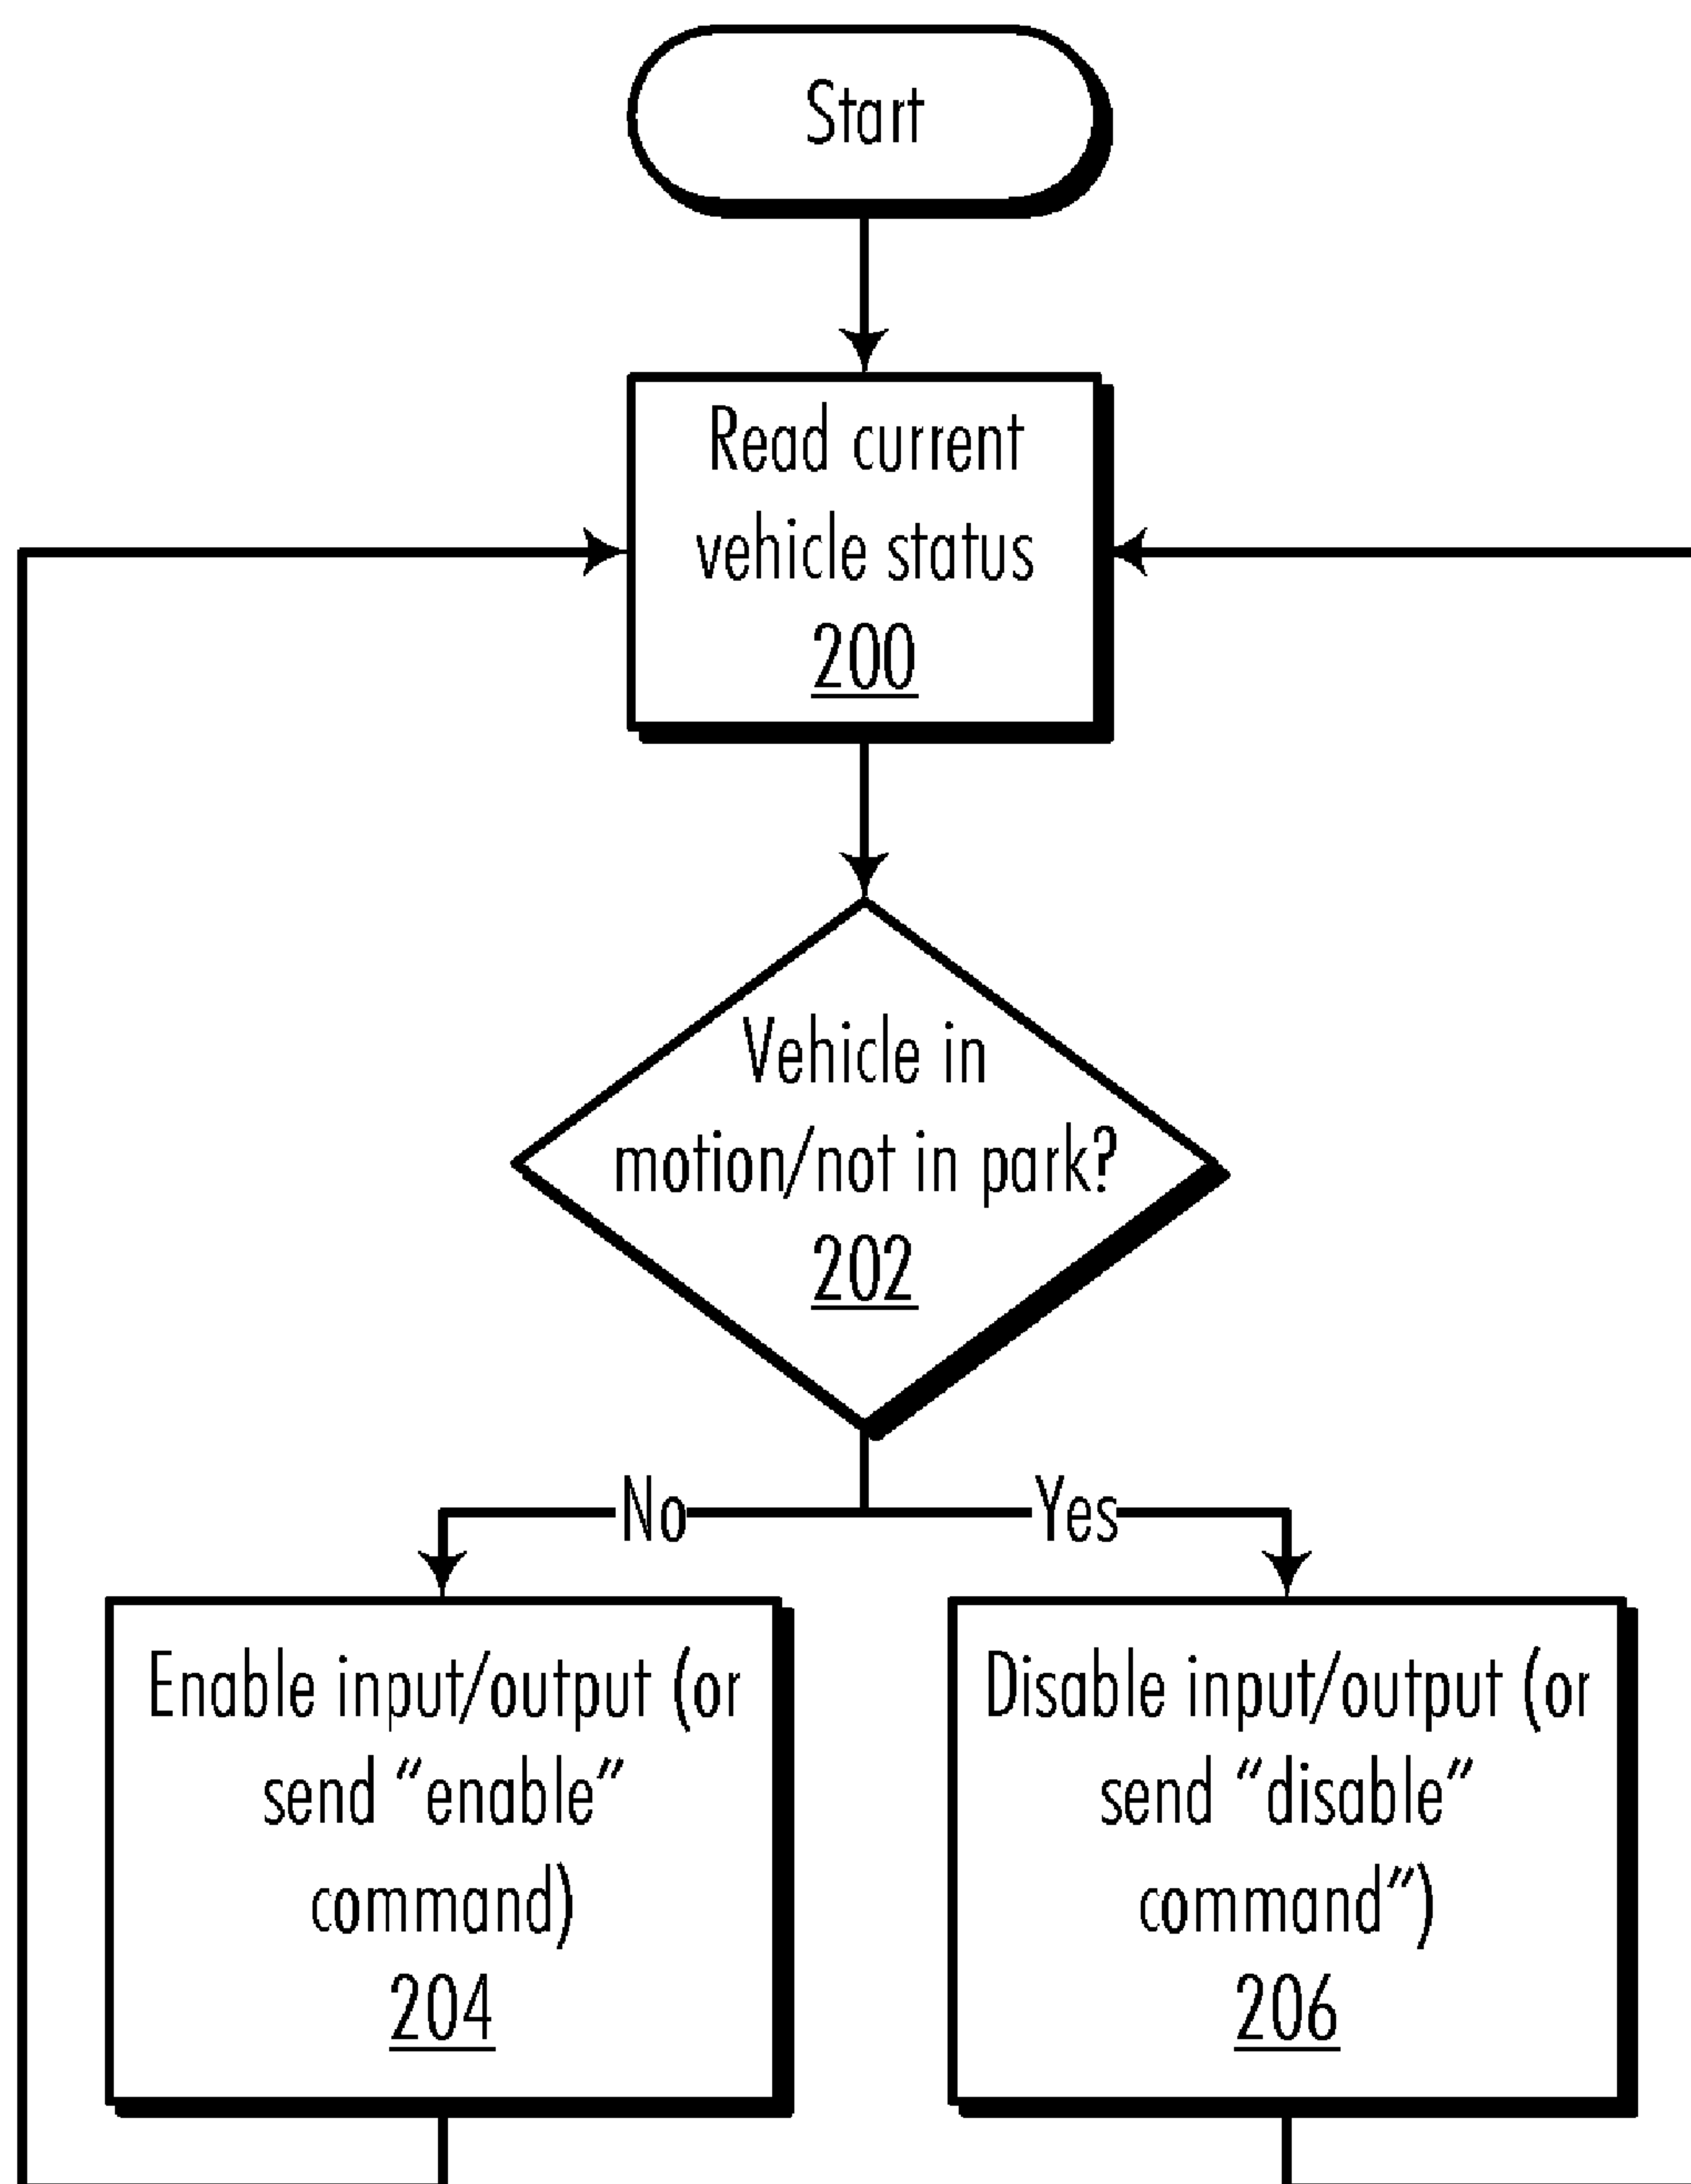 Start
Read current
vehicle status
200
Vehicle in
motion/not in park?
202
No
Yes
Enable input/output (or
send “enable”
command)
204
Disable input/output (or
send “disable”
command”)
206